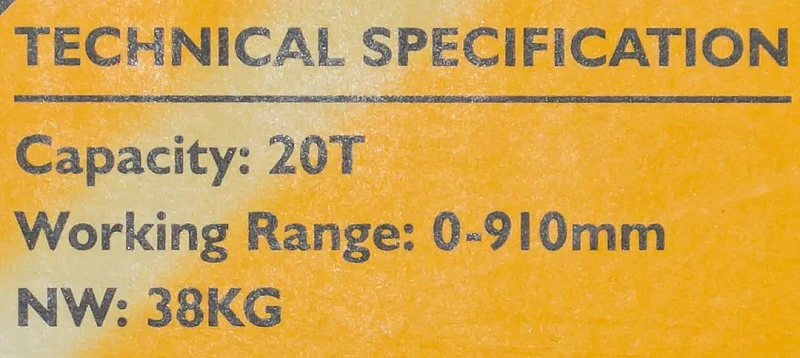 TECHNICAL SPECIFICATION
Capacity: 20T
Working Range: 0-910mm
NW: 38KG